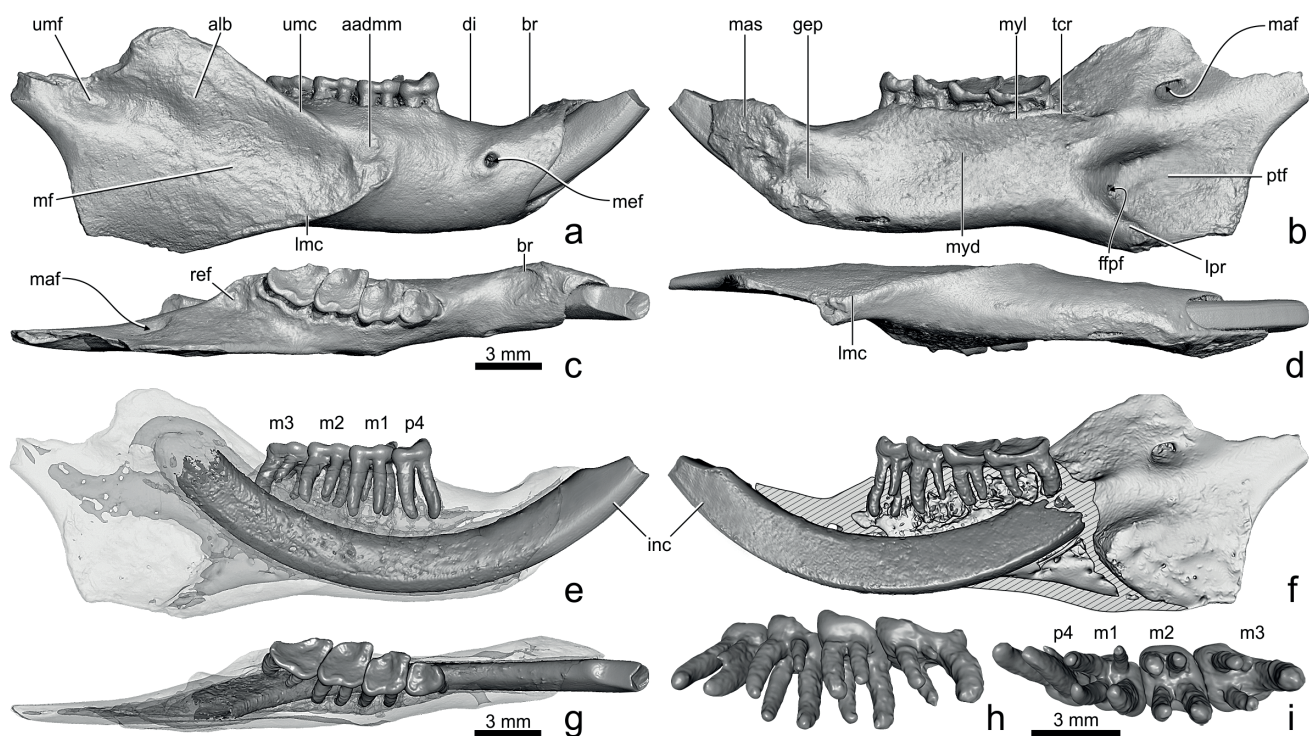 umf alb umc aadmm di br
mas gep myl tcr maf
mf lmc mef a
myd ffpf lpr ptf b
maf ref br
3 mm c
lmc d
m3 m2 m1 p4
inc
e
f
3 mm g
h
p4 m1 m2 m3
3 mm i